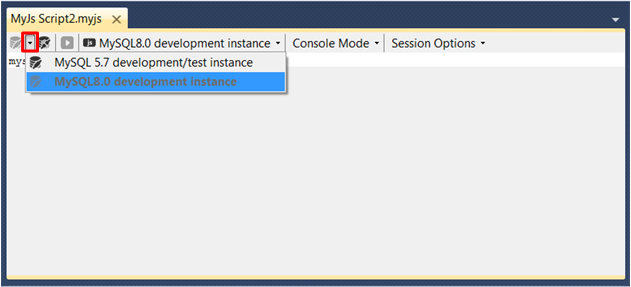 MyJs Script2.myjs
MySQL8.0 development instance Console Mode Session Options
mys
MySQL 5.7 development/test instance
MySQL8.0 development instance